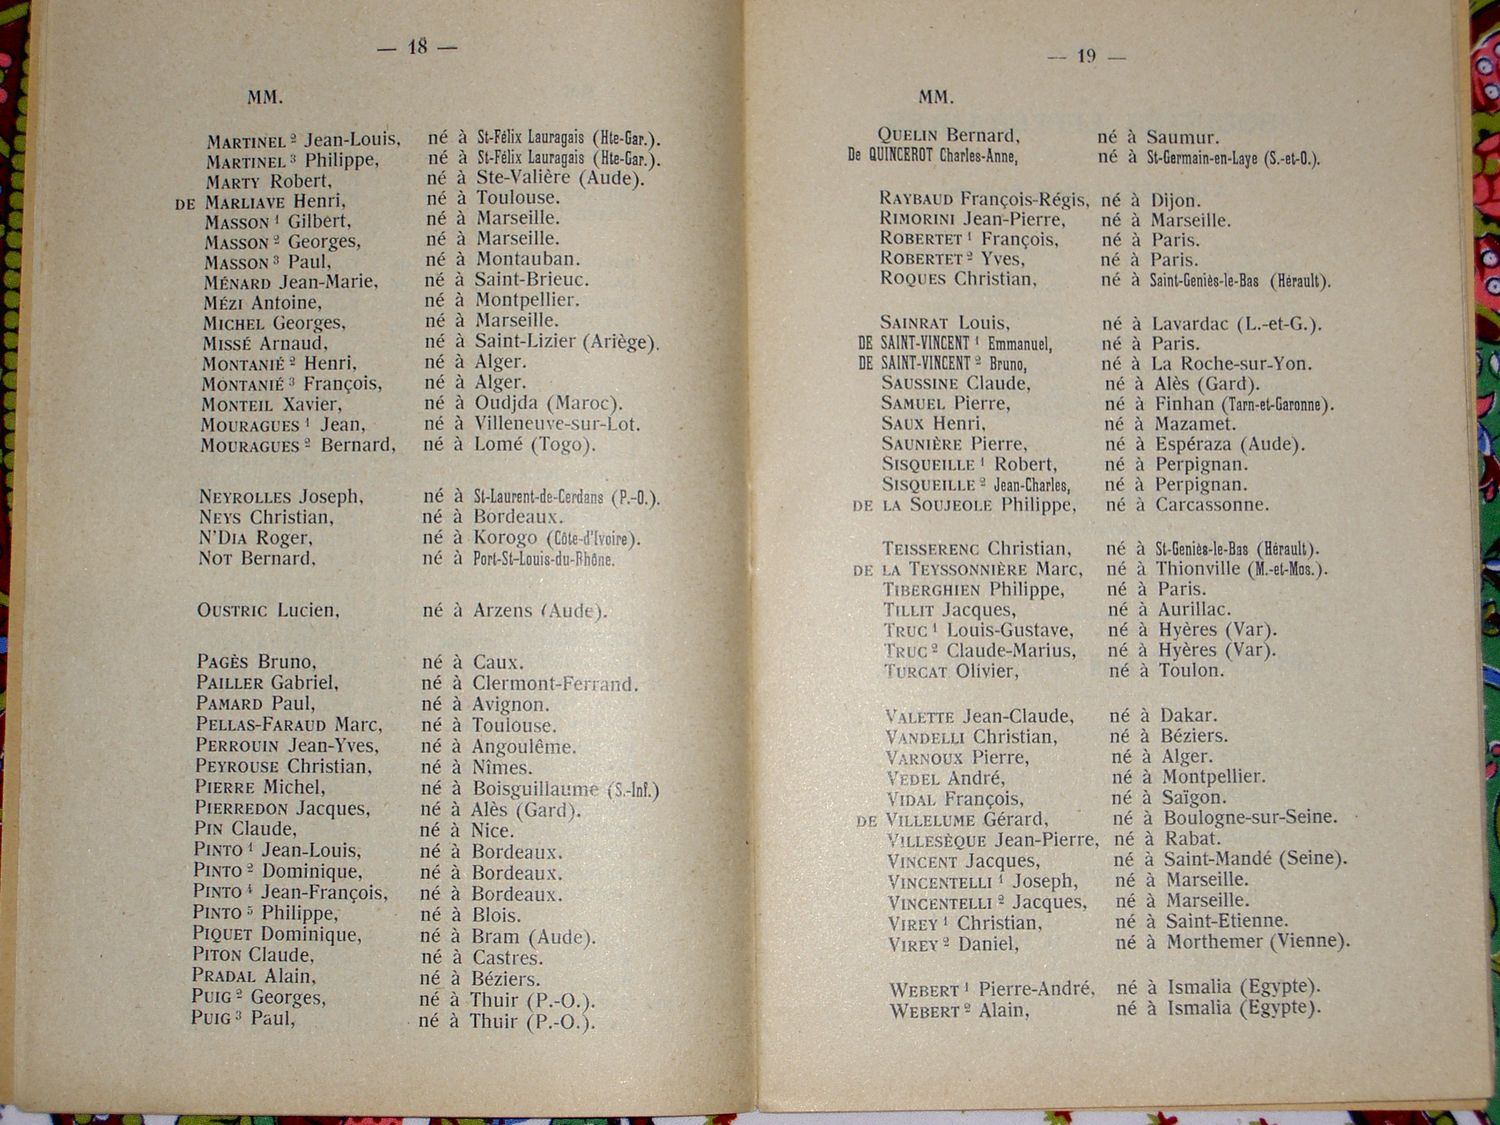 — 18 —
MM.
MARTINEL ² Jean-Louis, né à St-Félix Lauragais (Hte-Gar.).
MARTINEL ³ Philippe, né à St-Félix Lauragais (Hte-Gar.).
MARTY Robert, né à Ste-Valière (Aude).
DE MARLIAVE Henri, né à Toulouse.
MASSON ¹ Gilbert, né à Marseille.
MASSON ² Georges, né à Marseille.
MASSON ³ Paul, né à Montauban.
MÉNARD Jean-Marie, né à Saint-Brieuc.
MÉZI Antoine, né à Montpellier.
MICHEL Georges, né à Marseille.
MISSÉ Arnaud, né à Saint-Lizier (Ariège).
MONTANIÉ ² Henri, né à Alger.
MONTANIÉ ³ François, né à Alger.
MONTEIL Xavier, né à Oudjda (Maroc).
MOURAGUES ¹ Jean, né à Villeneuve-sur-Lot.
MOURAGUES ² Bernard, né à Lomé (Togo).
NEYROLLES Joseph, né à St-Laurent-de-Cerdans (P.-O.).
NEYS Christian, né à Bordeaux.
N'DIA Roger, né à Korogo (Côte-d'Ivoire).
NOT Bernard, né à Port-St-Louis-du-Rhône.
OUSTRIC Lucien, né à Arzens (Aude).
PAGÈS Bruno, né à Caux.
PAILLER Gabriel, né à Clermont-Ferrand.
PAMARD Paul, né à Avignon.
PELLAS-FARAUD Marc, né à Toulouse.
PERROUIN Jean-Yves, né à Angoulême.
PEYROUSE Christian, né à Nîmes.
PIERRE Michel, né à Boisguillaume (S.-Inf.)
PIERREDON Jacques, né à Alès (Gard).
PIN Claude, né à Nice.
PINTO ¹ Jean-Louis, né à Bordeaux.
PINTO ² Dominique, né à Bordeaux.
PINTO ⁴ Jean-François, né à Bordeaux.
PINTO ⁵ Philippe, né à Blois.
PIQUET Dominique, né à Bram (Aude).
PITON Claude, né à Castres.
PRADAL Alain, né à Béziers.
PUIG ² Georges, né à Thuir (P.-O.).
PUIG ³ Paul, né à Thuir (P.-O.).
— 19 —
MM.
QUELIN Bernard, né à Saumur.
De QUINCEROT Charles-Anne, né à St-Germain-en-Laye (S.-et-O.).
RAYBAUD François-Régis, né à Dijon.
RIMORINI Jean-Pierre, né à Marseille.
ROBERTET ¹ François, né à Paris.
ROBERTET ² Yves, né à Paris.
ROQUES Christian, né à Saint-Geniès-le-Bas (Hérault).
SAINRAT Louis, né à Lavardac (L.-et-G.).
DE SAINT-VINCENT ¹ Emmanuel, né à Paris.
DE SAINT-VINCENT ² Bruno, né à La Roche-sur-Yon.
SAUSSINE Claude, né à Alès (Gard).
SAMUEL Pierre, né à Finhan (Tarn-et-Garonne).
SAUX Henri, né à Mazamet.
SAUNIÈRE Pierre, né à Espéraza (Aude).
SISQUEILLE ¹ Robert, né à Perpignan.
SISQUEILLE ² Jean-Charles, né à Perpignan.
DE LA SOUJEOLE Philippe, né à Carcassonne.
TEISSERENC Christian, né à St-Geniès-le-Bas (Hérault).
DE LA TEYSSONNIÈRE Marc, né à Thionville (M.-et-Mos.).
TIBERGHIEN Philippe, né à Paris.
TILLIT Jacques, né à Aurillac.
TRUC ¹ Louis-Gustave, né à Hyères (Var).
TRUC ² Claude-Marius, né à Hyères (Var).
TURCAT Olivier, né à Toulon.
VALETTE Jean-Claude, né à Dakar.
VANDELLI Christian, né à Béziers.
VARNOUX Pierre, né à Alger.
VEDEL André, né à Montpellier.
VIDAL François, né à Saïgon.
DE VILLELUME Gérard, né à Boulogne-sur-Seine.
VILLESÈQUE Jean-Pierre, né à Rabat.
VINCENT Jacques, né à Saint-Mandé (Seine).
VINCENTELLI ¹ Joseph, né à Marseille.
VINCENTELLI ² Jacques, né à Marseille.
VIREY ¹ Christian, né à Saint-Etienne.
VIREY ² Daniel, né à Morthemer (Vienne).
WEBERT ¹ Pierre-André, né à Ismalia (Egypte).
WEBERT ² Alain, né à Ismalia (Egypte).